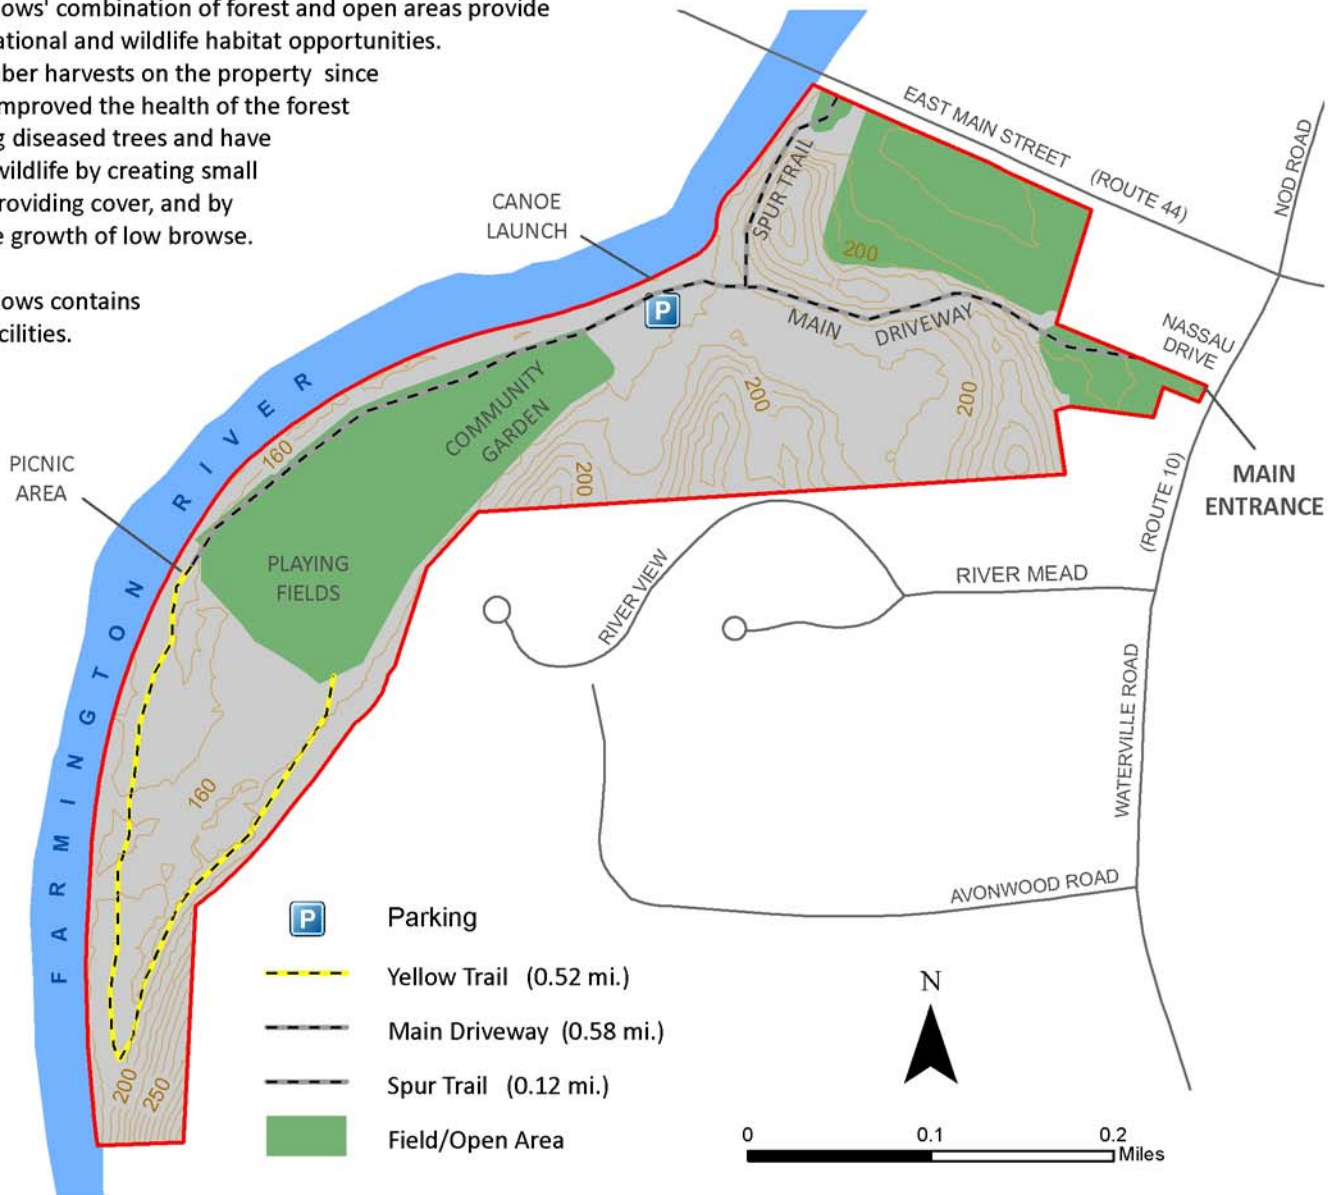 ows' combination of forest and open areas provide
ational and wildlife habitat opportunities.
ber harvests on the property since
mproved the health of the forest
g diseased trees and have
wildlife by creating small
roviding cover, and by
e growth of low browse.
ows contains
cilities.
EAST MAIN STREET (ROUTE 44)
NOD ROAD
CANOE
LAUNCH
SPUR TRAIL
200
P
MAIN DRIVEWAY
NASSAU
DRIVE
200
200
200
COMMUNITY
GARDEN
160
PICNIC
AREA
MAIN
ENTRANCE
(ROUTE 10)
PLAYING
FIELDS
FARMINGTON RIVER
RIVER VIEW
RIVER MEAD
WATERVILLE ROAD
160
AVONWOOD ROAD
200
250
P Parking
Yellow Trail (0.52 mi.)
Main Driveway (0.58 mi.)
Spur Trail (0.12 mi.)
Field/Open Area
N
0 0.1 0.2
Miles